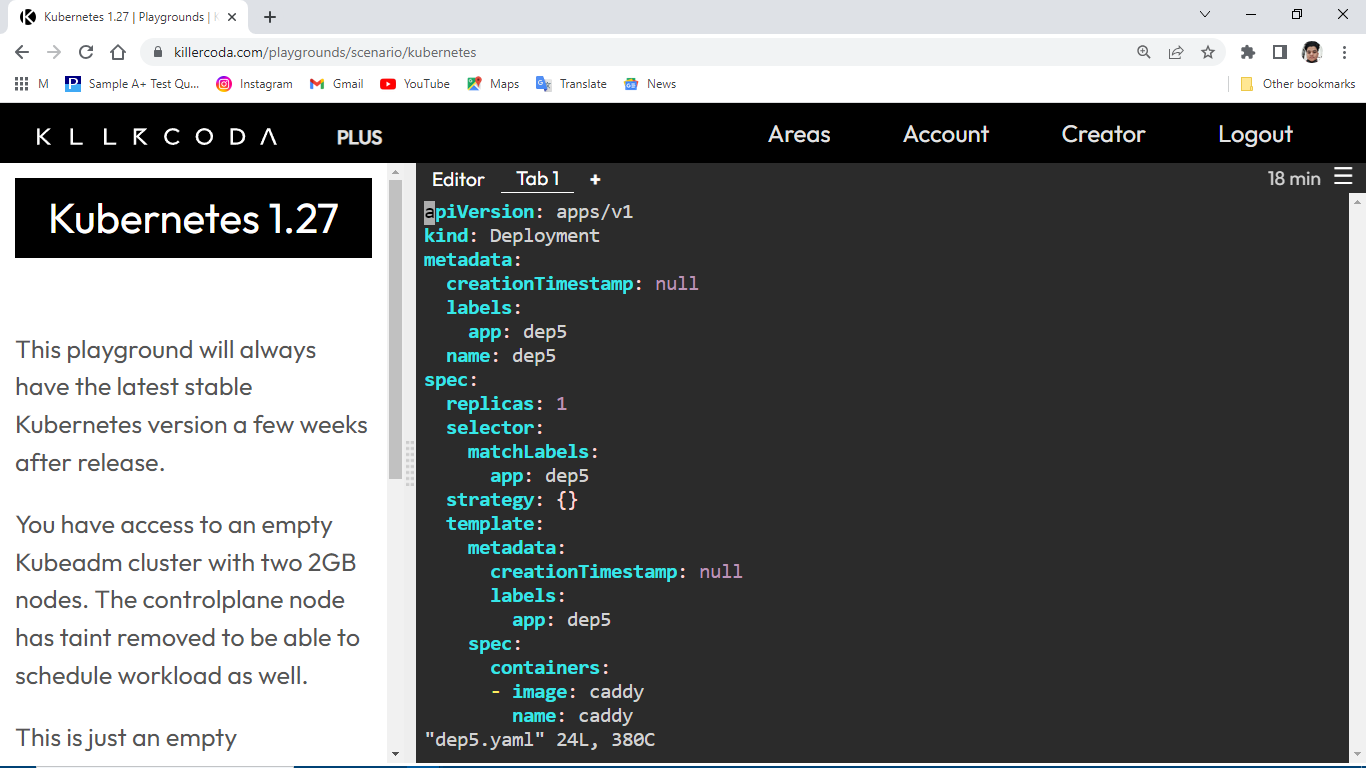 Kubernetes 1.27 | Playgrounds |
killercoda.com/playgrounds/scenario/kubernetes
M
Sample A+ Test Qu...
Instagram
Gmail
YouTube
Maps
Translate
News
Other bookmarks
KLLRCODA
PLUS
Areas
Account
Creator
Logout
Kubernetes 1.27
This playground will always
have the latest stable
Kubernetes version a few weeks
after release.
You have access to an empty
Kubeadm cluster with two 2GB
nodes. The controlplane node
has taint removed to be able to
schedule workload as well.
This is just an empty
Editor
Tab 1
+
18 min
apiVersion: apps/v1
kind: Deployment
metadata:
  creationTimestamp: null
  labels:
    app: dep5
  name: dep5
spec:
  replicas: 1
  selector:
    matchLabels:
      app: dep5
  strategy: {}
  template:
    metadata:
      creationTimestamp: null
      labels:
        app: dep5
    spec:
      containers:
      - image: caddy
        name: caddy
"dep5.yaml" 24L, 380C